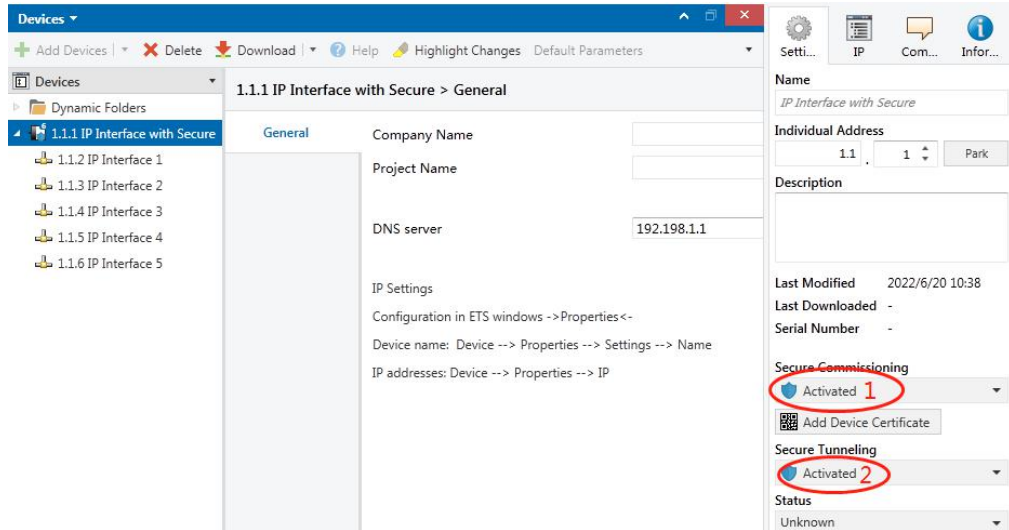 Devices
Add Devices Delete Download Help Highlight Changes Default Parameters
Devices
Dynamic Folders
1.1.1 IP Interface with Secure
1.1.2 IP Interface 1
1.1.3 IP Interface 2
1.1.4 IP Interface 3
1.1.5 IP Interface 4
1.1.6 IP Interface 5
1.1.1 IP Interface with Secure > General
General
Company Name
Project Name
DNS server 192.198.1.1
IP Settings
Configuration in ETS windows ->Properties<-
Device name: Device --> Properties --> Settings --> Name
IP addresses: Device --> Properties --> IP
Setti... IP Com... Infor...
Name
IP Interface with Secure
Individual Address
1.1 . 1 Park
Description
Last Modified 2022/6/20 10:38
Last Downloaded -
Serial Number -
Secure Commissioning
Activated 1
Add Device Certificate
Secure Tunneling
Activated 2
Status
Unknown